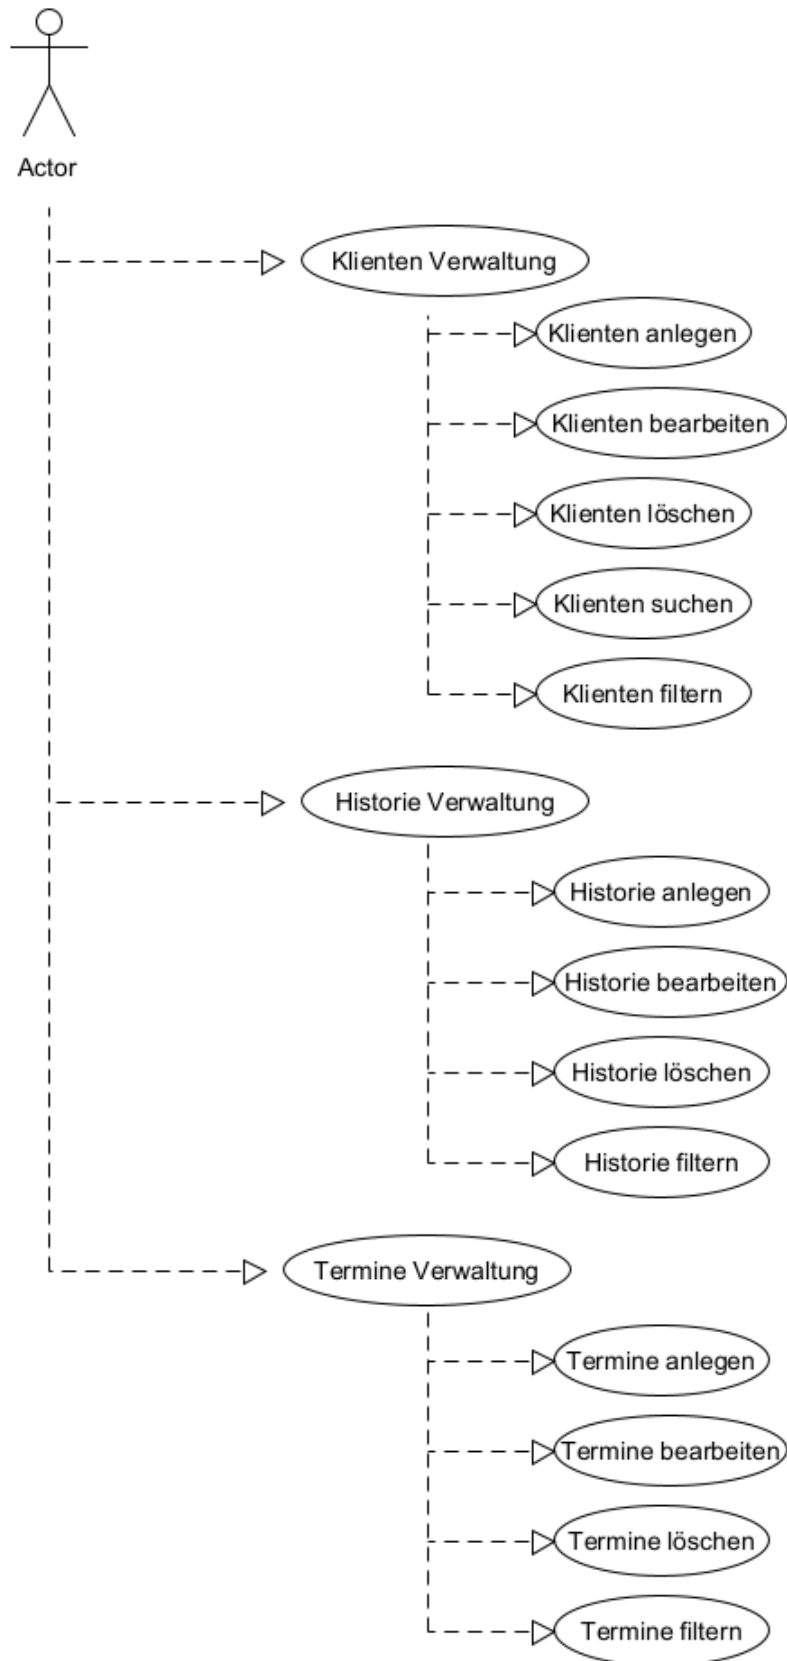 Actor
Klienten Verwaltung
Klienten anlegen
Klienten bearbeiten
Klienten löschen
Klienten suchen
Klienten filtern
Historie Verwaltung
Historie anlegen
Historie bearbeiten
Historie löschen
Historie filtern
Termine Verwaltung
Termine anlegen
Termine bearbeiten
Termine löschen
Termine filtern